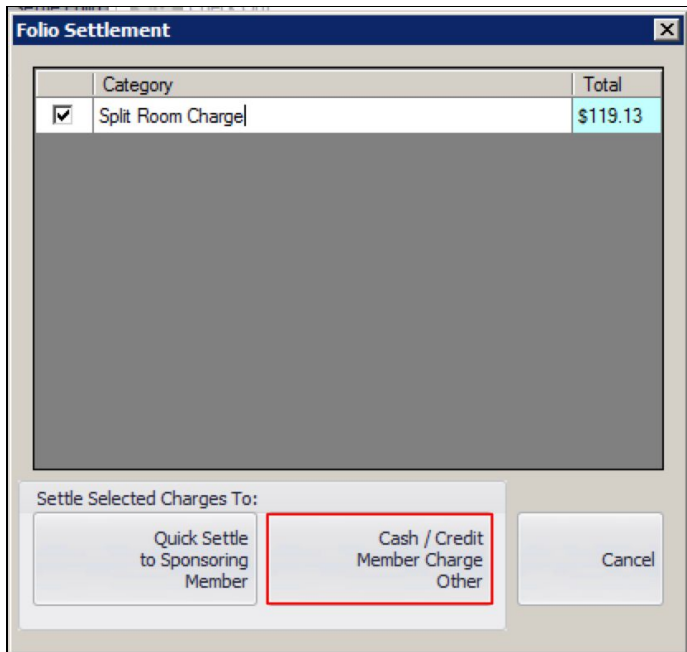 Folio Settlement
Category Total
Split Room Charge $119.13
Settle Selected Charges To:
Quick Settle
to Sponsoring
Member
Cash / Credit
Member Charge
Other
Cancel